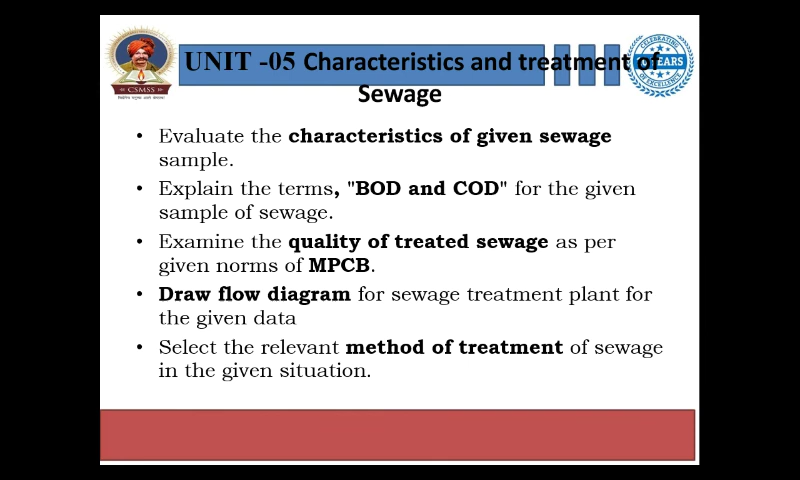 UNIT -05 Characteristics and treatment of
Sewage
CSMSS
CELEBRATING
YEARS
OF EXCELLENCE
• Evaluate the characteristics of given sewage
sample.
• Explain the terms, "BOD and COD" for the given
sample of sewage.
• Examine the quality of treated sewage as per
given norms of MPCB.
• Draw flow diagram for sewage treatment plant for
the given data
• Select the relevant method of treatment of sewage
in the given situation.